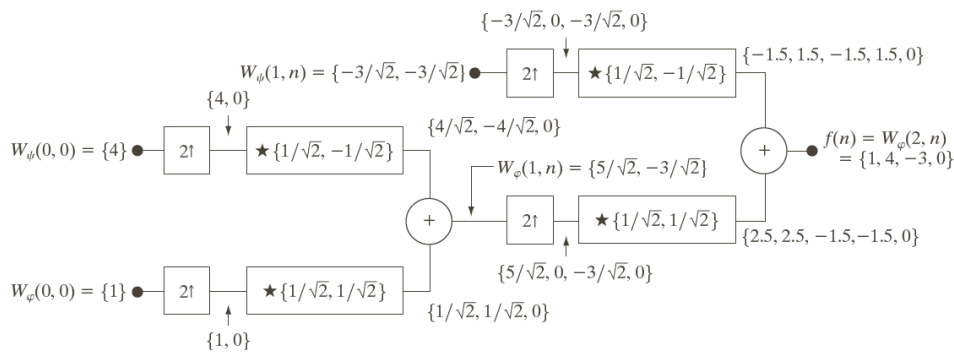 {−3/√2, 0, −3/√2, 0}
W_ψ(1, n) = {−3/√2, −3/√2}
2↑
★{1/√2, −1/√2}
{−1.5, 1.5, −1.5, 1.5, 0}
{4, 0}
W_ψ(0, 0) = {4}
2↑
★{1/√2, −1/√2}
{4/√2, −4/√2, 0}
+
f(n) = W_φ(2, n)
= {1, 4, −3, 0}
W_φ(1, n) = {5/√2, −3/√2}
+
2↑
★{1/√2, 1/√2}
{2.5, 2.5, −1.5, −1.5, 0}
{5/√2, 0, −3/√2, 0}
W_φ(0, 0) = {1}
2↑
★{1/√2, 1/√2}
{1/√2, 1/√2, 0}
{1, 0}